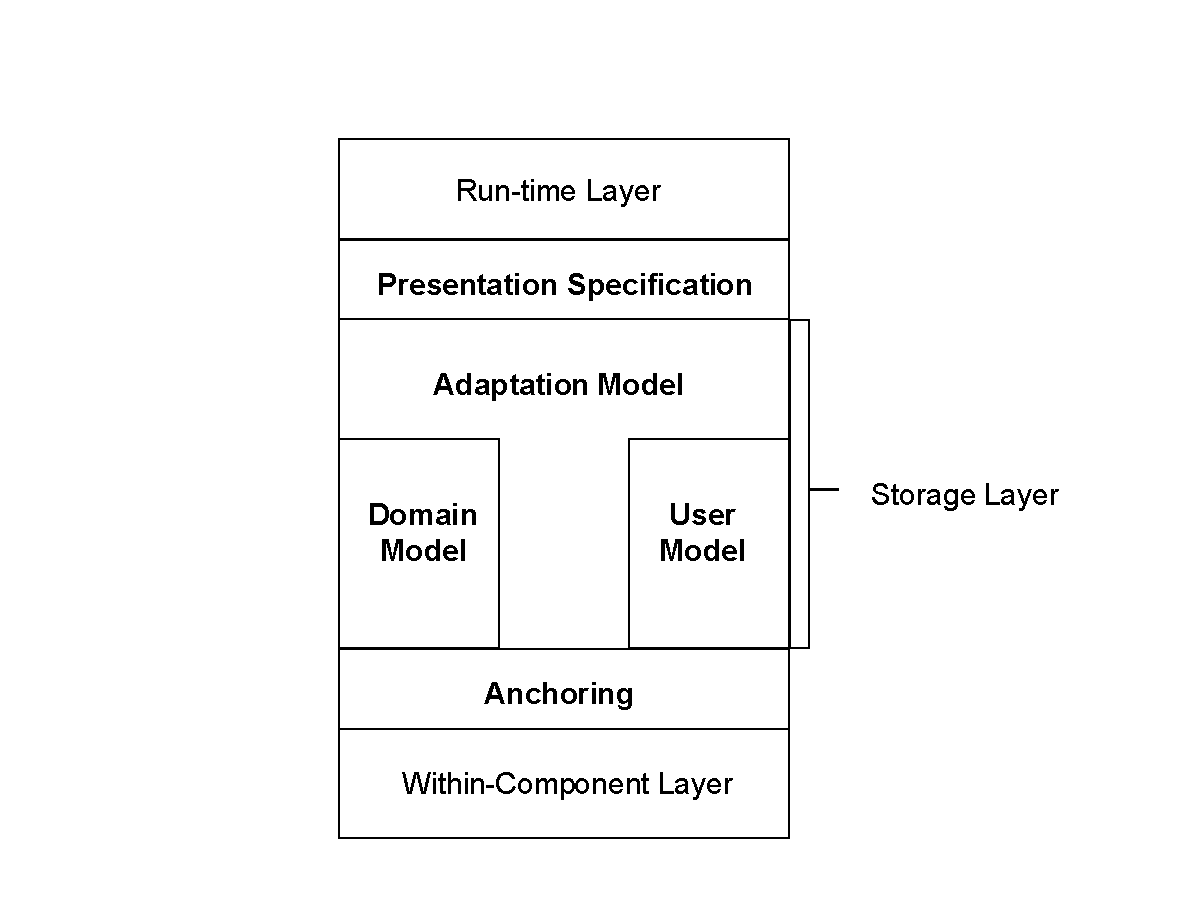 Run-time Layer
Presentation Specification
Adaptation Model
Storage Layer
Domain
Model
User
Model
Anchoring
Within-Component Layer